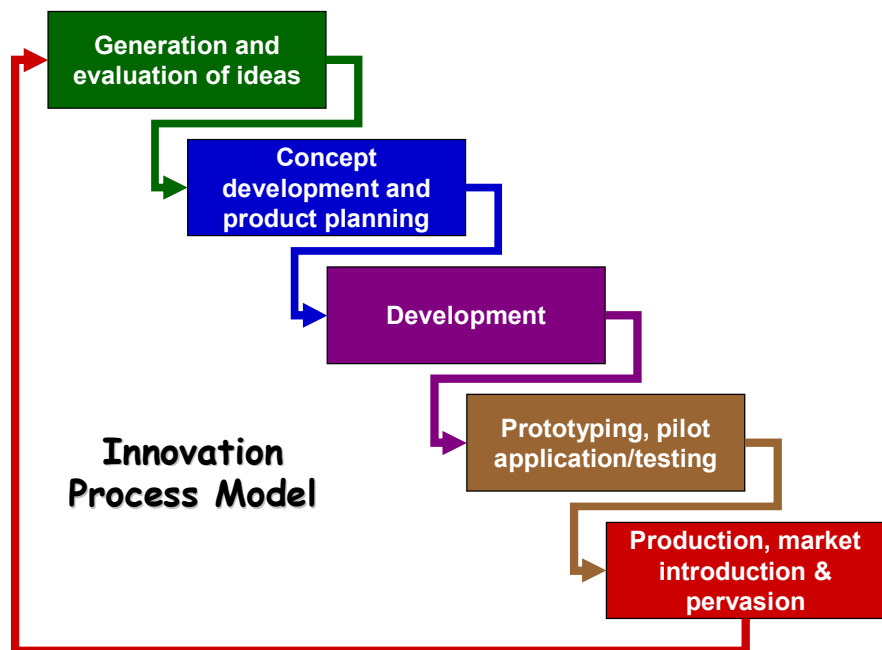 Generation and
evaluation of ideas
Concept
development and
product planning
Development
Prototyping, pilot
application/testing
Innovation
Process Model
Production, market
introduction &
pervasion